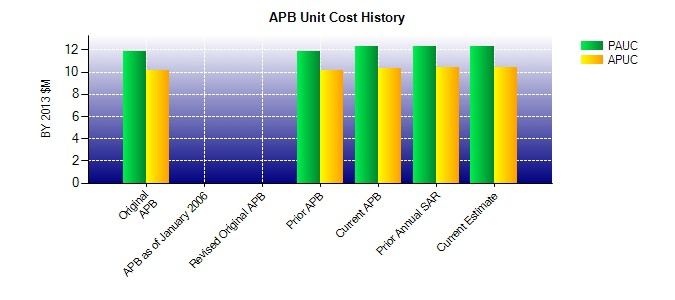 APB Unit Cost History
PAUC
APUC
BY 2013 $M
12
10
8
6
4
2
0
Original
APB
APB as of January 2006
Revised Original APB
Prior APB
Current APB
Prior Annual SAR
Current Estimate